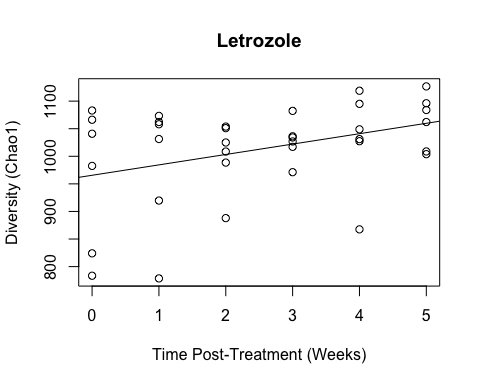 Letrozole
Diversity (Chao1)
1100
1000
900
800
0 1 2 3 4 5
Time Post-Treatment (Weeks)